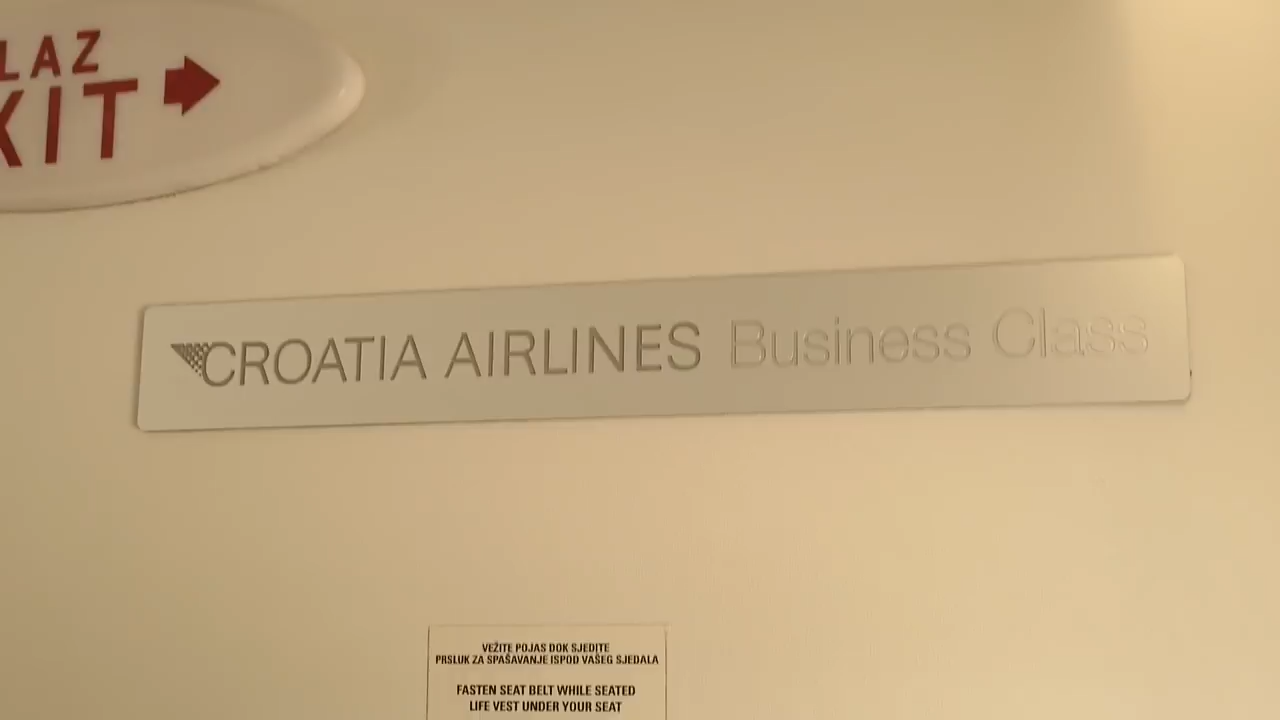 LAZ
XIT
CROATIA AIRLINES Business Class
VEŽITE POJAS DOK SJEDITE
PRSLUK ZA SPAŠAVANJE ISPOD VAŠEG SJEDALA
FASTEN SEAT BELT WHILE SEATED
LIFE VEST UNDER YOUR SEAT